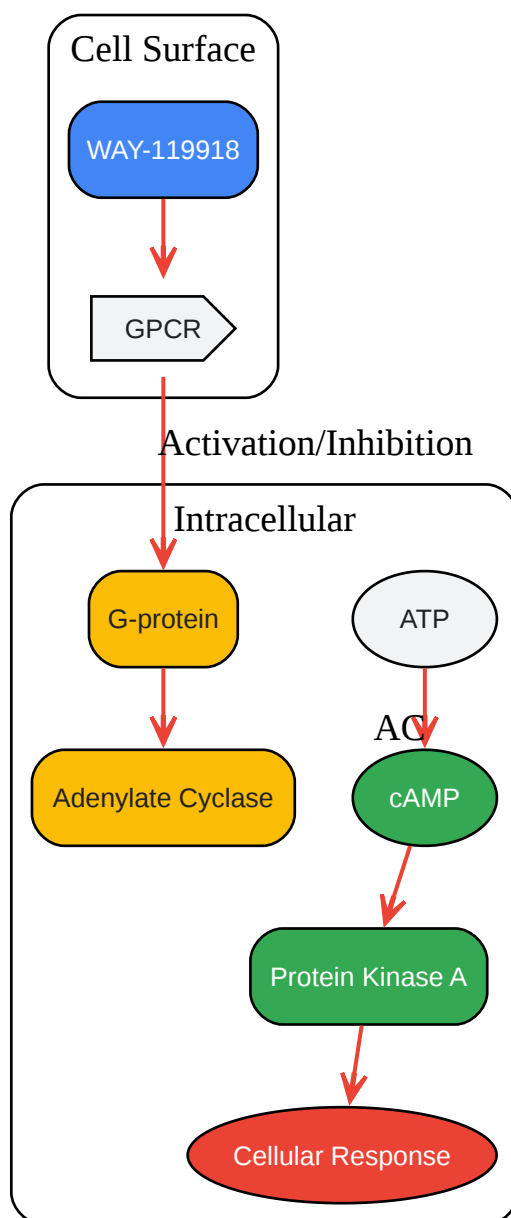 Cell Surface
WAY-119918
GPCR
Activation/Inhibition
Intracellular
G-protein
ATP
AC
Adenylate Cyclase
cAMP
Protein Kinase A
Cellular Response